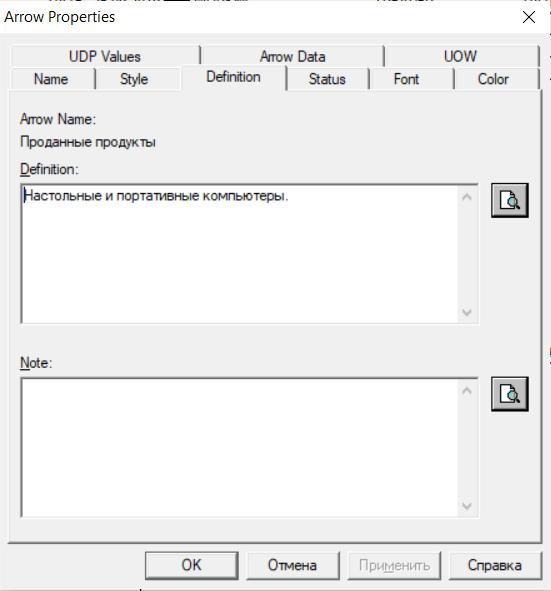 Arrow Properties
UDP Values
Arrow Data
UOW
Name
Style
Definition
Status
Font
Color
Arrow Name:
Проданные продукты
Definition:
Настольные и портативные компьютеры.
Note:
OK
Отмена
Применить
Справка